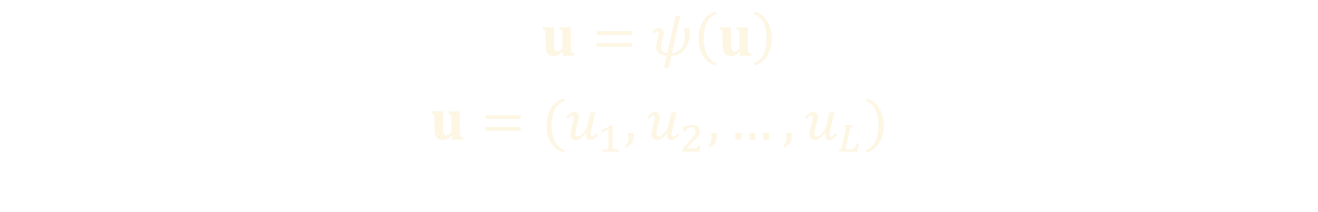 𝐮 = 𝜓(𝐮)
𝐮 = (𝑢₁, 𝑢₂, … , 𝑢_𝐿)